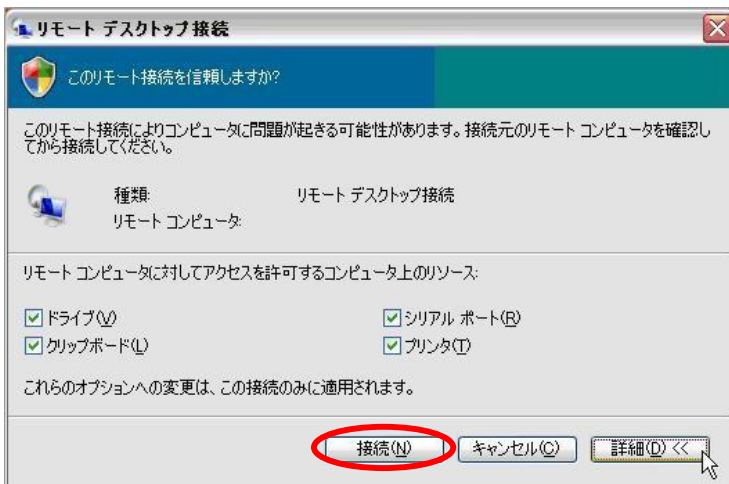 リモート デスクトップ接続
このリモート接続を信頼しますか?
このリモート接続によりコンピュータに問題が起きる可能性があります。接続元のリモート コンピュータを確認し
てから接続してください。
種類: リモート デスクトップ接続
リモート コンピュータ:
リモート コンピュータに対してアクセスを許可するコンピュータ上のリソース:
ドライブ(V) シリアル ポート(R)
クリップボード(L) プリンタ(T)
これらのオプションへの変更は、この接続のみに適用されます。
接続(N) キャンセル(C) 詳細(D) <<